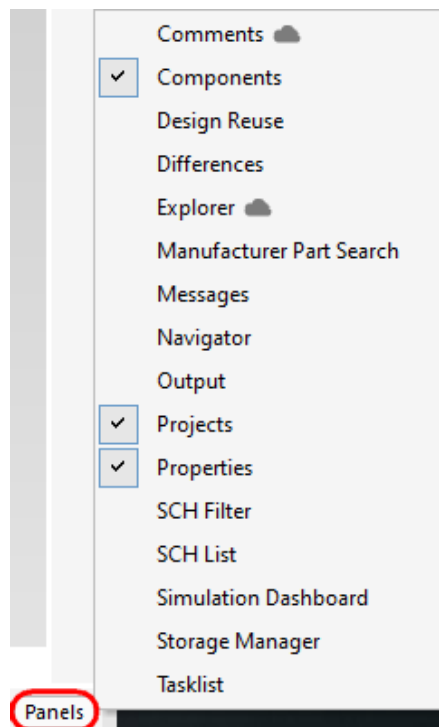 Comments
Components
Design Reuse
Differences
Explorer
Manufacturer Part Search
Messages
Navigator
Output
Projects
Properties
SCH Filter
SCH List
Simulation Dashboard
Storage Manager
Tasklist
Panels